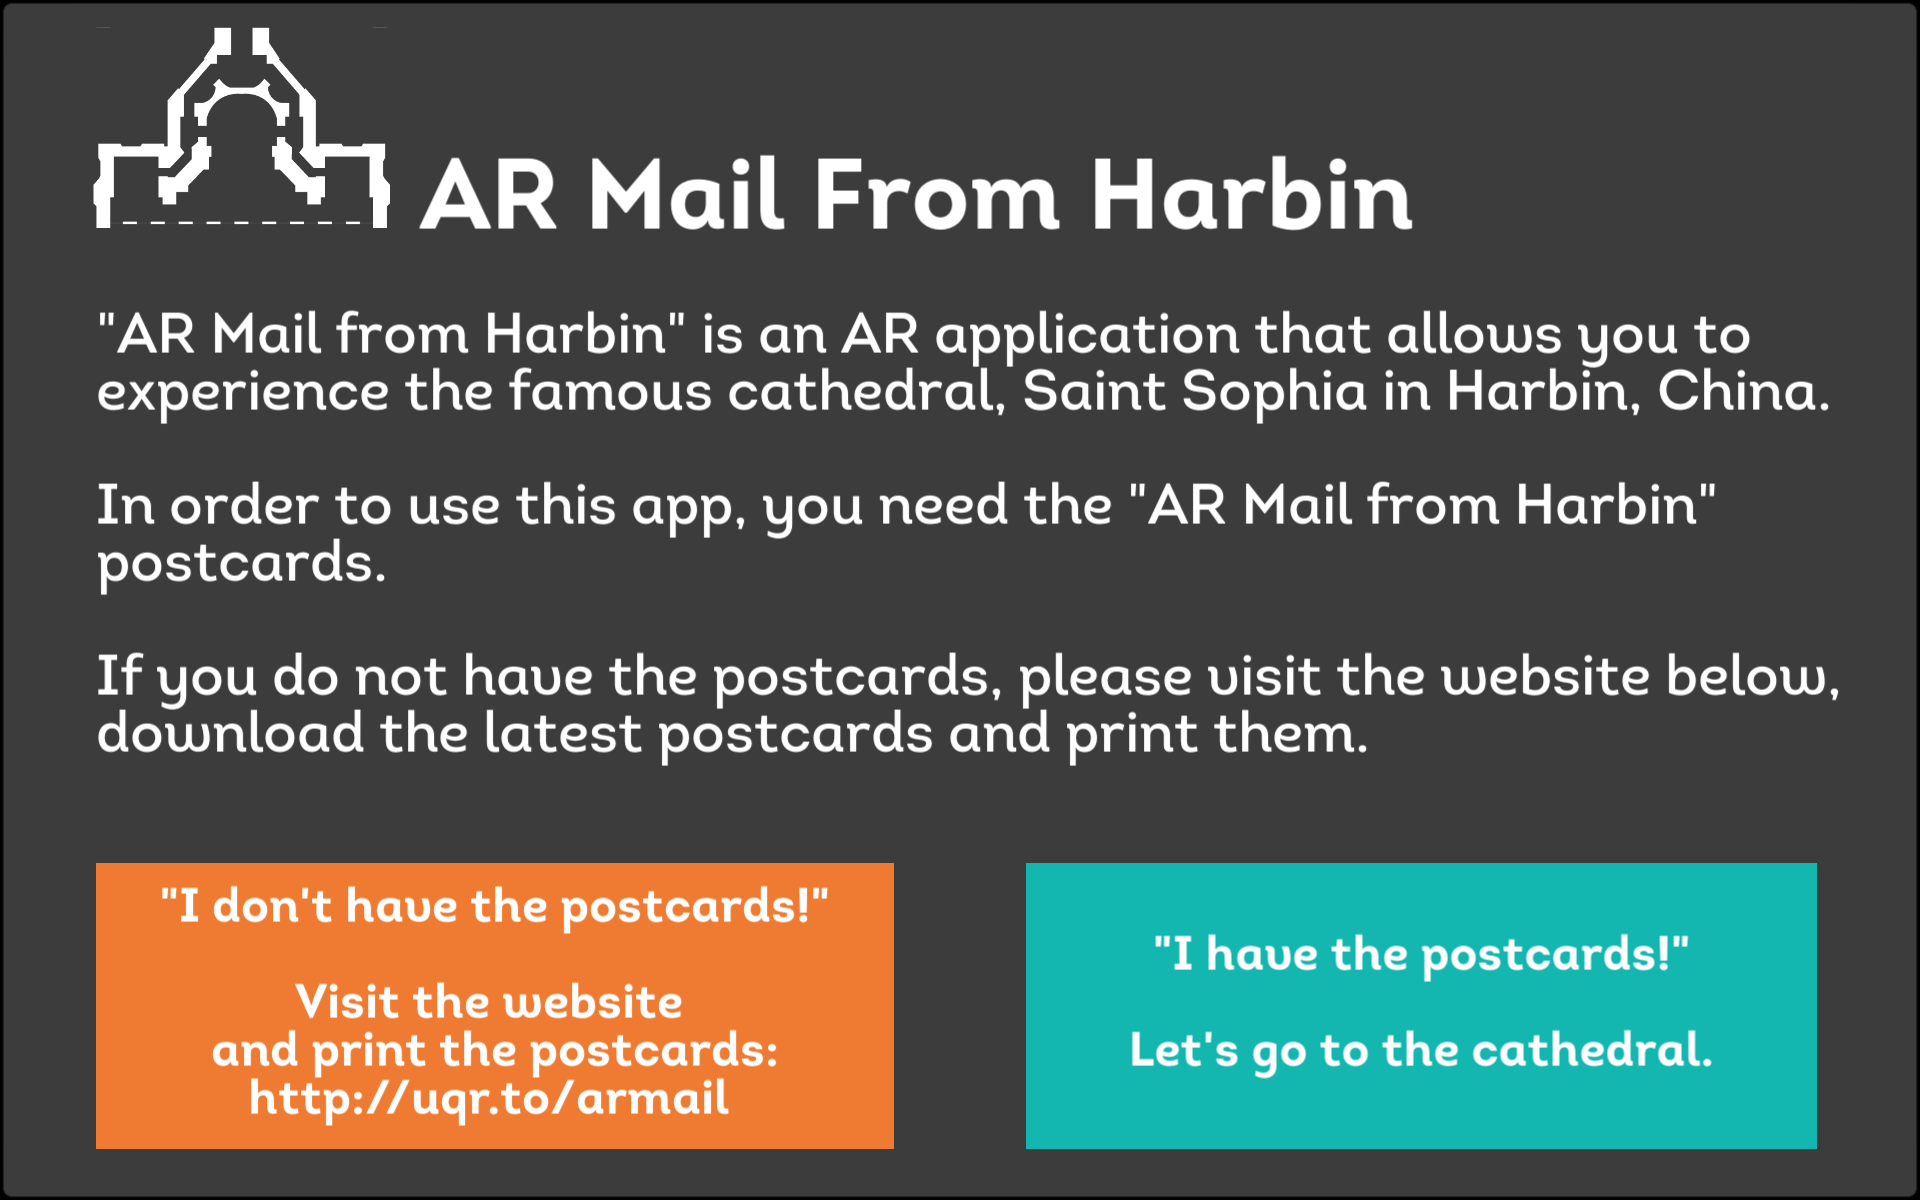 AR Mail From Harbin
"AR Mail from Harbin" is an AR application that allows you to
experience the famous cathedral, Saint Sophia in Harbin, China.
In order to use this app, you need the "AR Mail from Harbin"
postcards.
If you do not have the postcards, please visit the website below,
download the latest postcards and print them.
"I don't have the postcards!"
Visit the website
and print the postcards:
http://uqr.to/armail
"I have the postcards!"
Let's go to the cathedral.